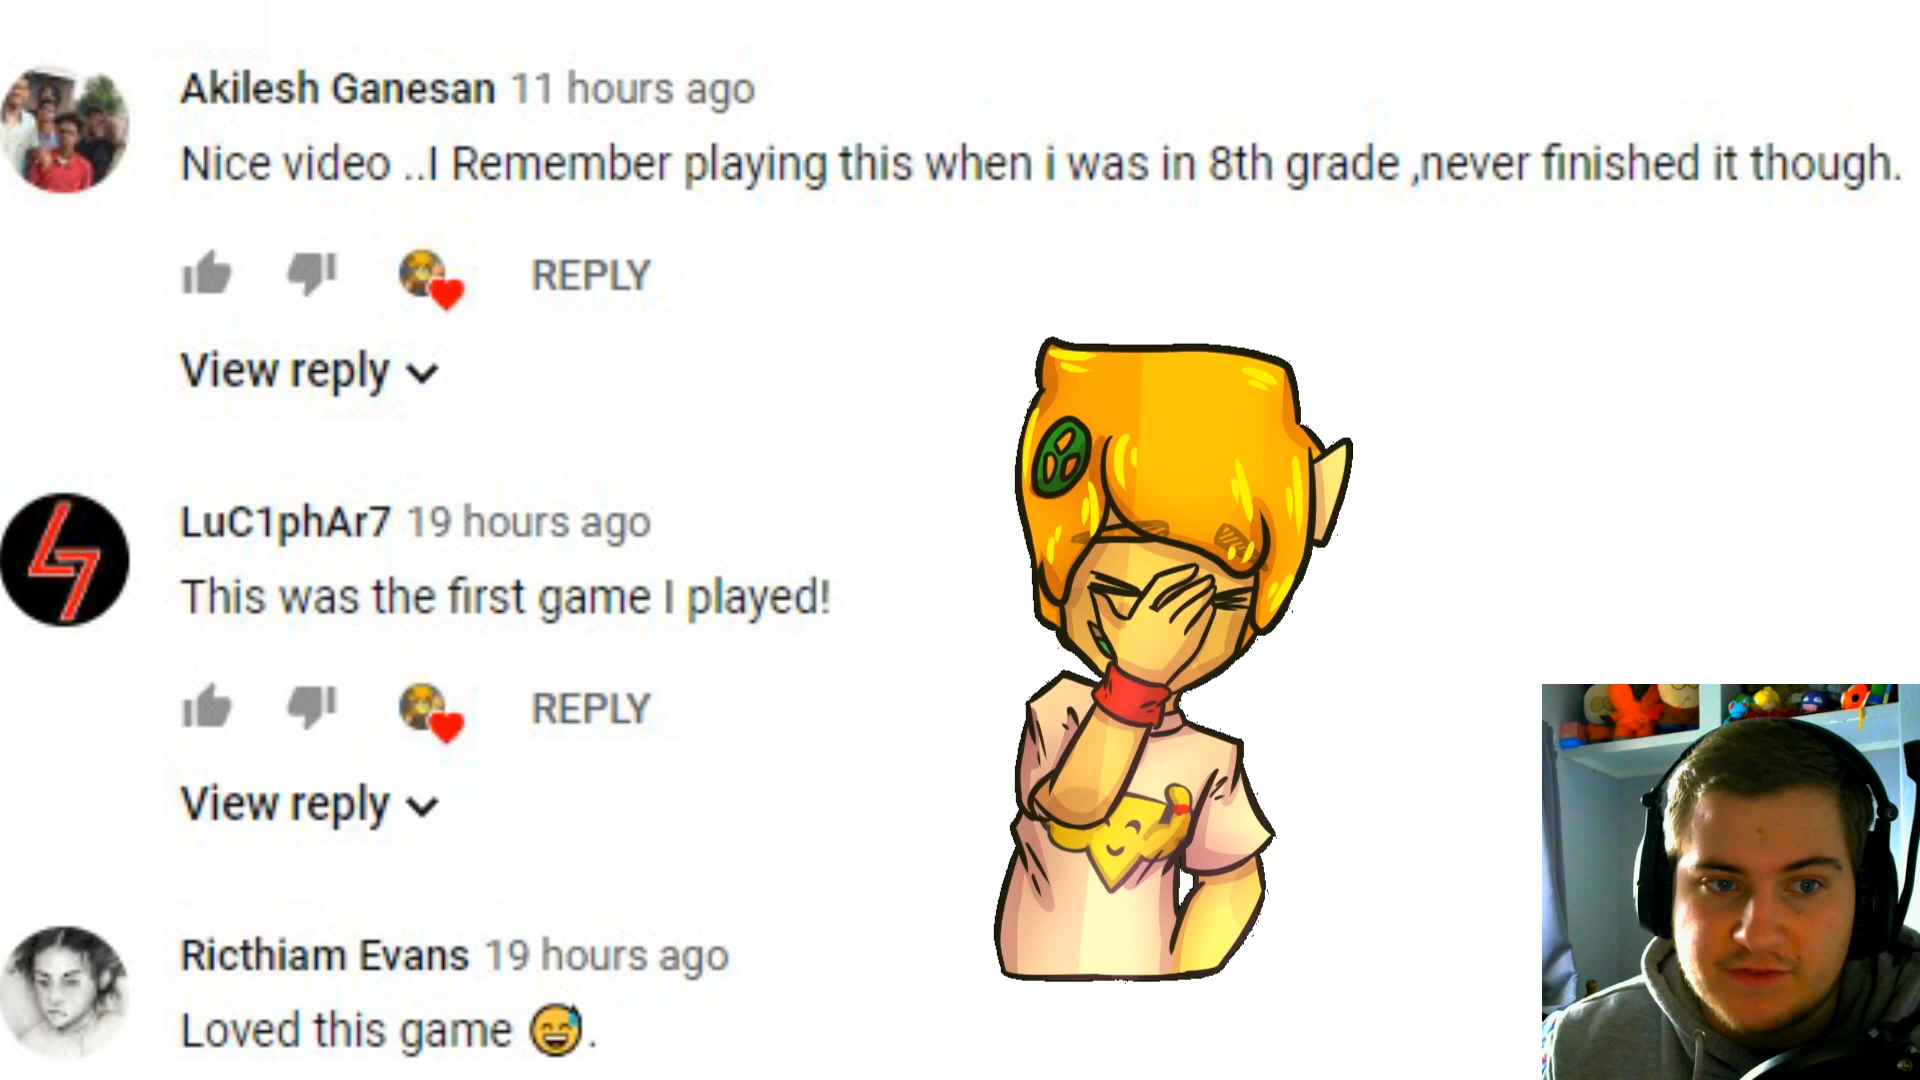 Akilesh Ganesan 11 hours ago
Nice video ..I Remember playing this when i was in 8th grade ,never finished it though.
REPLY
View reply
LuC1phAr7 19 hours ago
This was the first game I played!
REPLY
View reply
Ricthiam Evans 19 hours ago
Loved this game 😅.